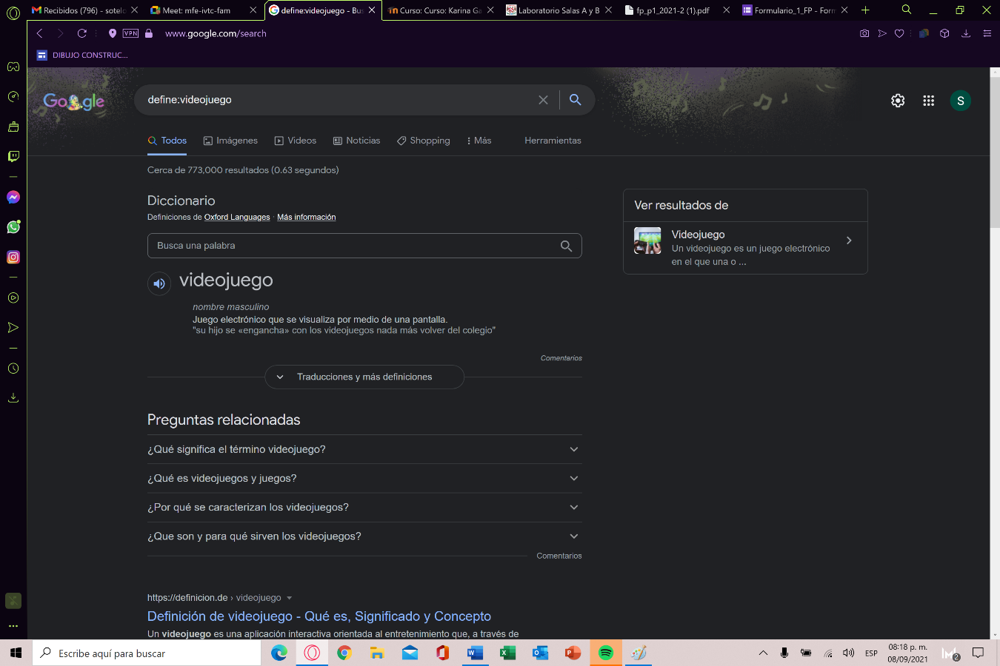 Recibidos (796) - sotelo
Meet: mfe-ivtc-fam
define:videojuego - Bus
Curso: Curso: Karina Ga
Laboratorio Salas A y B
fp_p1_2021-2 (1).pdf
Formulario_1_FP - Form
VPN
www.google.com/search
DIBUJO CONSTRUC...
Google
define:videojuego
S
Todos
Imágenes
Videos
Noticias
Shopping
Más
Herramientas
Cerca de 773,000 resultados (0.63 segundos)
Diccionario
Definiciones de Oxford Languages · Más información
Busca una palabra
videojuego
nombre masculino
Juego electrónico que se visualiza por medio de una pantalla.
"su hijo se «engancha» con los videojuegos nada más volver del colegio"
Comentarios
Traducciones y más definiciones
Ver resultados de
Videojuego
Un videojuego es un juego electrónico
en el que una o ...
Preguntas relacionadas
¿Qué significa el término videojuego?
¿Qué es videojuegos y juegos?
¿Por qué se caracterizan los videojuegos?
¿Que son y para qué sirven los videojuegos?
Comentarios
https://definicion.de › videojuego
Definición de videojuego - Qué es, Significado y Concepto
Un videojuego es una aplicación interactiva orientada al entretenimiento que, a través de
Escribe aquí para buscar
ESP
08:18 p. m.
08/09/2021
2